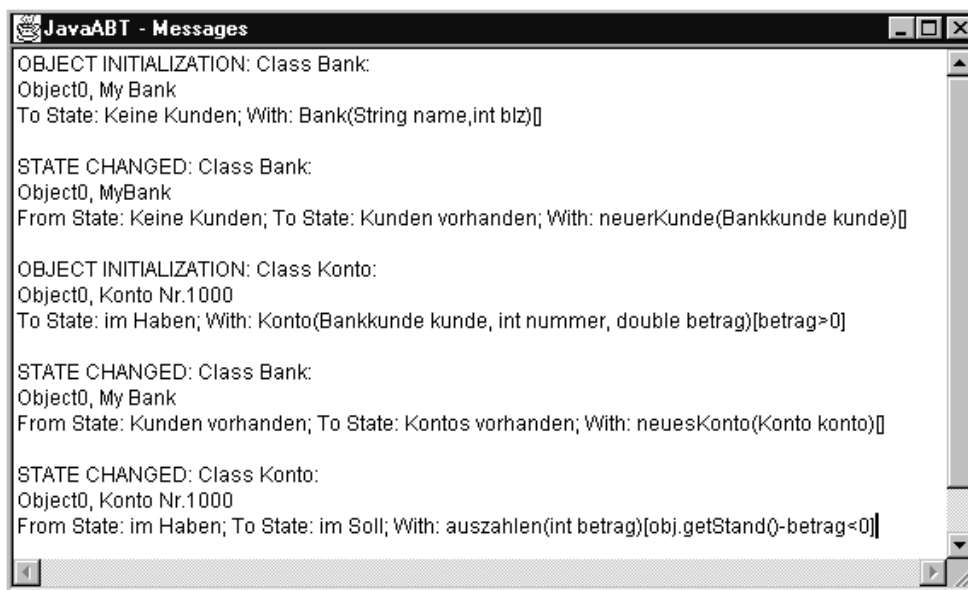 JavaABT - Messages
OBJECT INITIALIZATION: Class Bank:
Object0, My Bank
To State: Keine Kunden; With: Bank(String name,int blz)[]
STATE CHANGED: Class Bank:
Object0, MyBank
From State: Keine Kunden; To State: Kunden vorhanden; With: neuerKunde(Bankkunde kunde)[]
OBJECT INITIALIZATION: Class Konto:
Object0, Konto Nr.1000
To State: im Haben; With: Konto(Bankkunde kunde, int nummer, double betrag)[betrag>0]
STATE CHANGED: Class Bank:
Object0, My Bank
From State: Kunden vorhanden; To State: Kontos vorhanden; With: neuesKonto(Konto konto)[]
STATE CHANGED: Class Konto:
Object0, Konto Nr.1000
From State: im Haben; To State: im Soll; With: auszahlen(int betrag)[obj.getStand()-betrag<0]